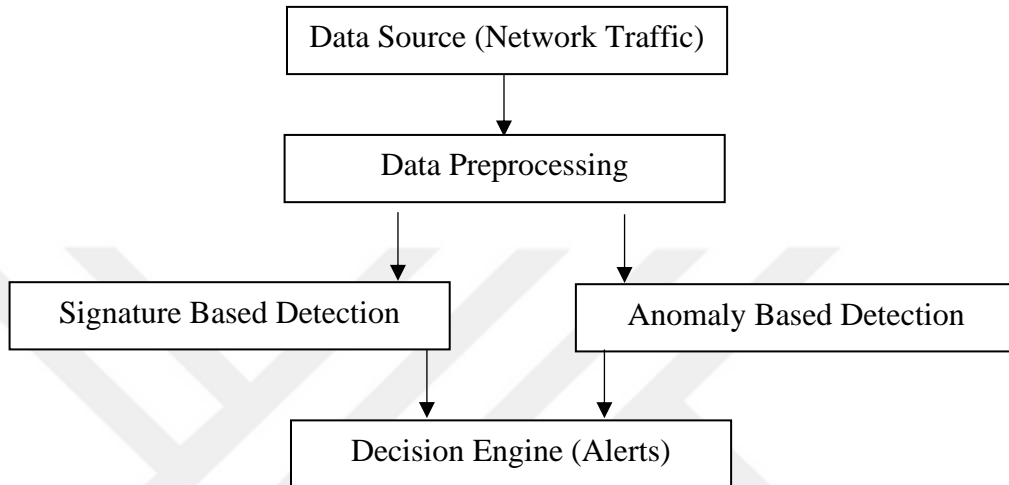 Data Source (Network Traffic)
Data Preprocessing
Signature Based Detection
Anomaly Based Detection
Decision Engine (Alerts)